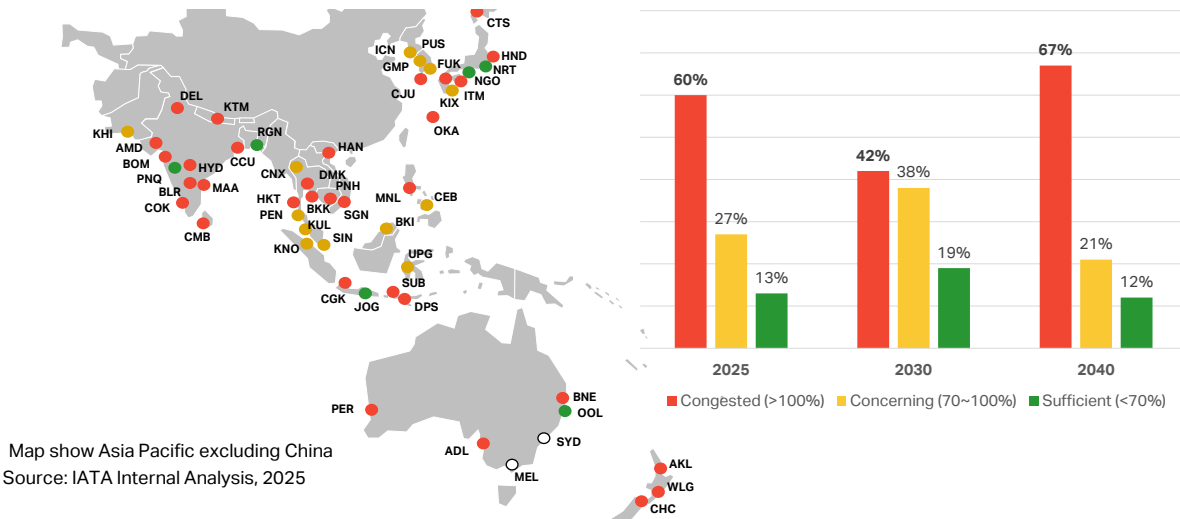 CTS
ICN
PUS
HND
GMP
FUK
NRT
NGO
CJU
ITM
KIX
OKA
DEL
KTM
KHI
RGN
AMD
HAN
BOM
CCU
HYD
CNX
DMK
PNQ
PNH
BLR
MAA
HKT
MNL
CEB
COK
PEN
BKK
SGN
CMB
KUL
BKI
KNO
SIN
UPG
SUB
CGK
JOG
DPS
PER
BNE
OOL
ADL
SYD
MEL
AKL
WLG
CHC
Map show Asia Pacific excluding China
Source: IATA Internal Analysis, 2025
67%
60%
42%
38%
27%
21%
19%
13%
12%
2025 2030 2040
Congested (>100%) Concerning (70~100%) Sufficient (<70%)